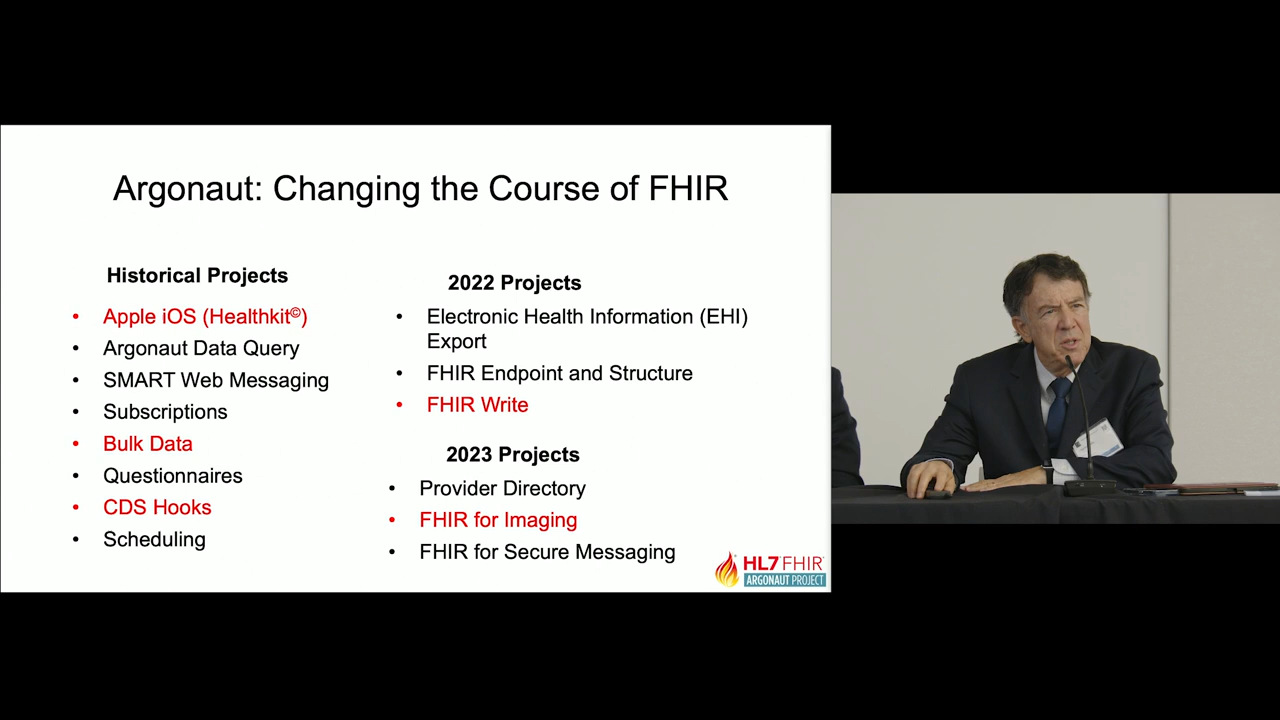 Argonaut: Changing the Course of FHIR
Historical Projects
• Apple iOS (Healthkit©)
• Argonaut Data Query
• SMART Web Messaging
• Subscriptions
• Bulk Data
• Questionnaires
• CDS Hooks
• Scheduling
2022 Projects
• Electronic Health Information (EHI)
Export
• FHIR Endpoint and Structure
• FHIR Write
2023 Projects
• Provider Directory
• FHIR for Imaging
• FHIR for Secure Messaging
HL7 FHIR
ARGONAUT PROJECT